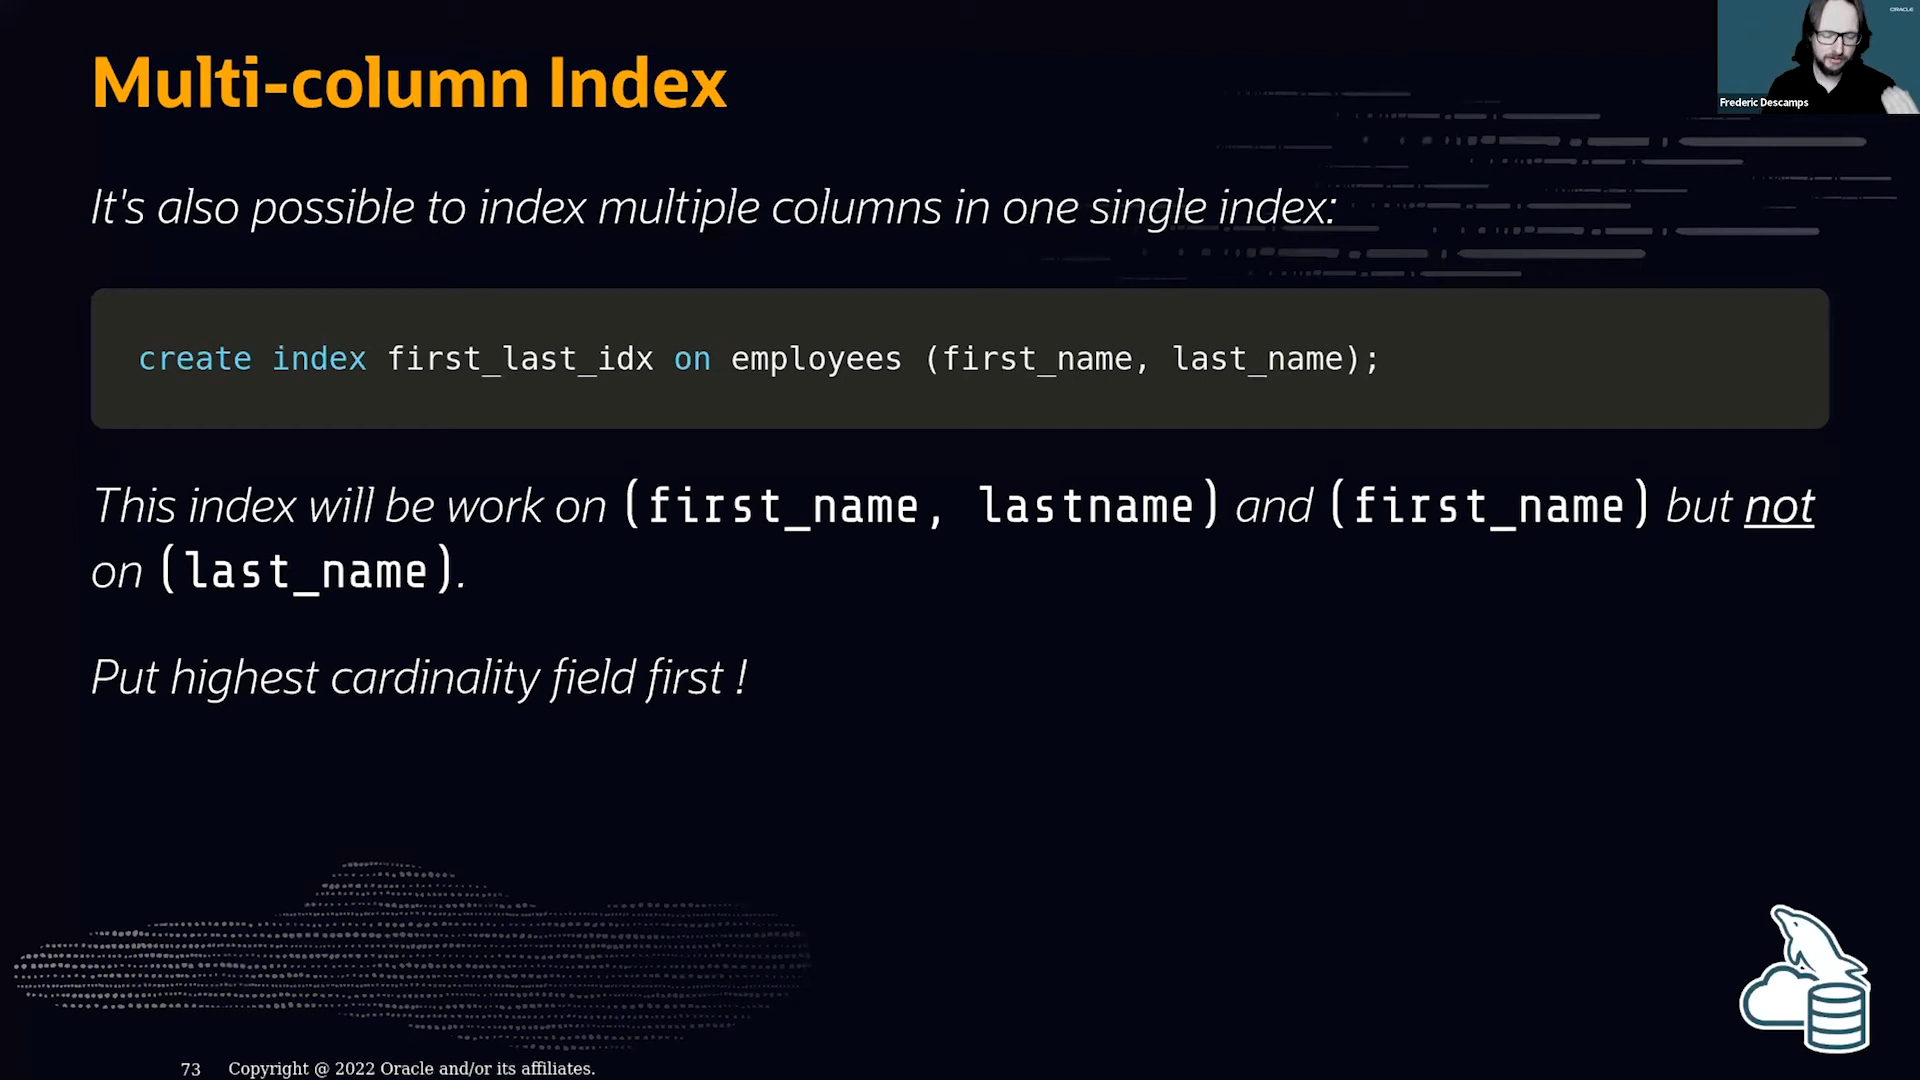 ORACLE
Frederic Descamps
Multi-column Index
It's also possible to index multiple columns in one single index:
create index first_last_idx on employees (first_name, last_name);
This index will be work on (first_name, lastname) and (first_name) but not
on (last_name).
Put highest cardinality field first !
73 Copyright @ 2022 Oracle and/or its affiliates.